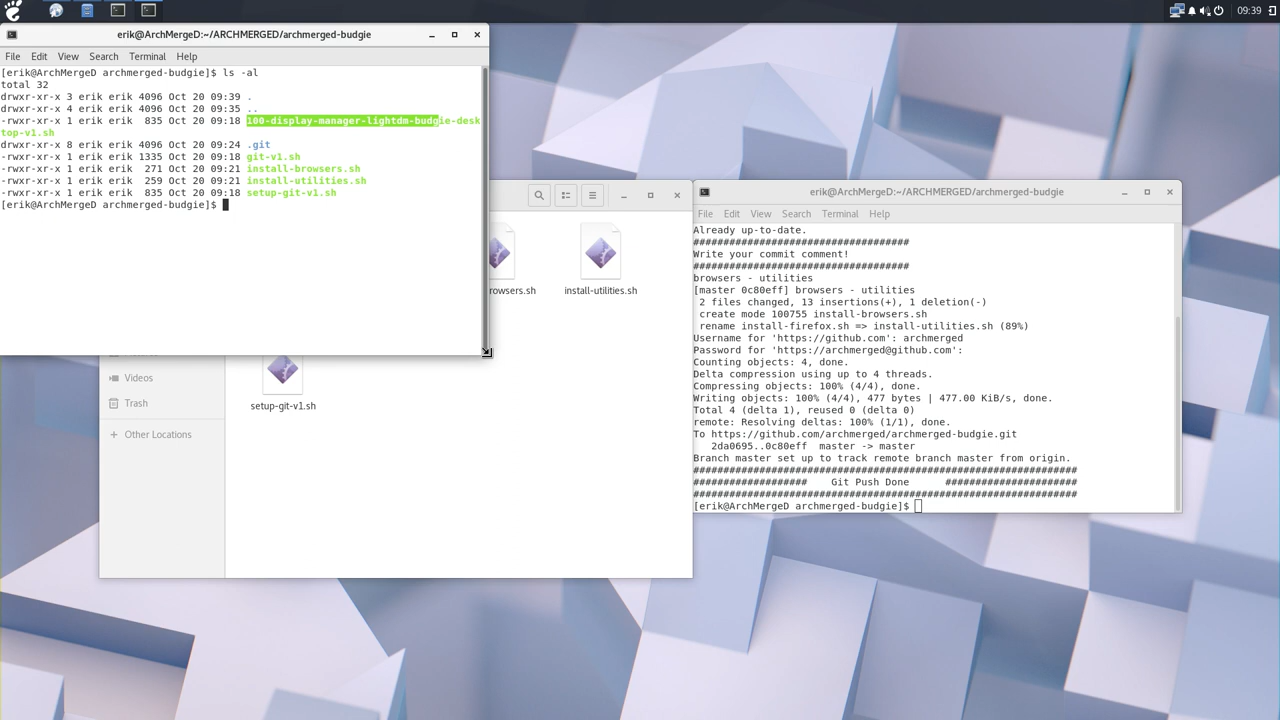 09:39
erik@ArchMergeD:~/ARCHMERGED/archmerged-budgie
File Edit View Search Terminal Help
[erik@ArchMergeD archmerged-budgie]$ ls -al
total 32
drwxr-xr-x 3 erik erik 4096 Oct 20 09:39 .
drwxr-xr-x 4 erik erik 4096 Oct 20 09:35 ..
-rwxr-xr-x 1 erik erik  835 Oct 20 09:18 100-display-manager-lightdm-budgie-desk
top-v1.sh
drwxr-xr-x 8 erik erik 4096 Oct 20 09:24 .git
-rwxr-xr-x 1 erik erik 1335 Oct 20 09:18 git-v1.sh
-rwxr-xr-x 1 erik erik  271 Oct 20 09:21 install-browsers.sh
-rwxr-xr-x 1 erik erik  259 Oct 20 09:21 install-utilities.sh
-rwxr-xr-x 1 erik erik  835 Oct 20 09:18 setup-git-v1.sh
[erik@ArchMergeD archmerged-budgie]$
rowsers.sh
install-utilities.sh
setup-git-v1.sh
Videos
Trash
+ Other Locations
erik@ArchMergeD:~/ARCHMERGED/archmerged-budgie
File Edit View Search Terminal Help
Already up-to-date.
####################################
Write your commit comment!
####################################
browsers - utilities
[master 0c80eff] browsers - utilities
 2 files changed, 13 insertions(+), 1 deletion(-)
 create mode 100755 install-browsers.sh
 rename install-firefox.sh => install-utilities.sh (89%)
Username for 'https://github.com': archmerged
Password for 'https://archmerged@github.com':
Counting objects: 4, done.
Delta compression using up to 4 threads.
Compressing objects: 100% (4/4), done.
Writing objects: 100% (4/4), 477 bytes | 477.00 KiB/s, done.
Total 4 (delta 1), reused 0 (delta 0)
remote: Resolving deltas: 100% (1/1), done.
To https://github.com/archmerged/archmerged-budgie.git
   2da0695..0c80eff  master -> master
Branch master set up to track remote branch master from origin.
################################################################
###################    Git Push Done      ######################
################################################################
[erik@ArchMergeD archmerged-budgie]$